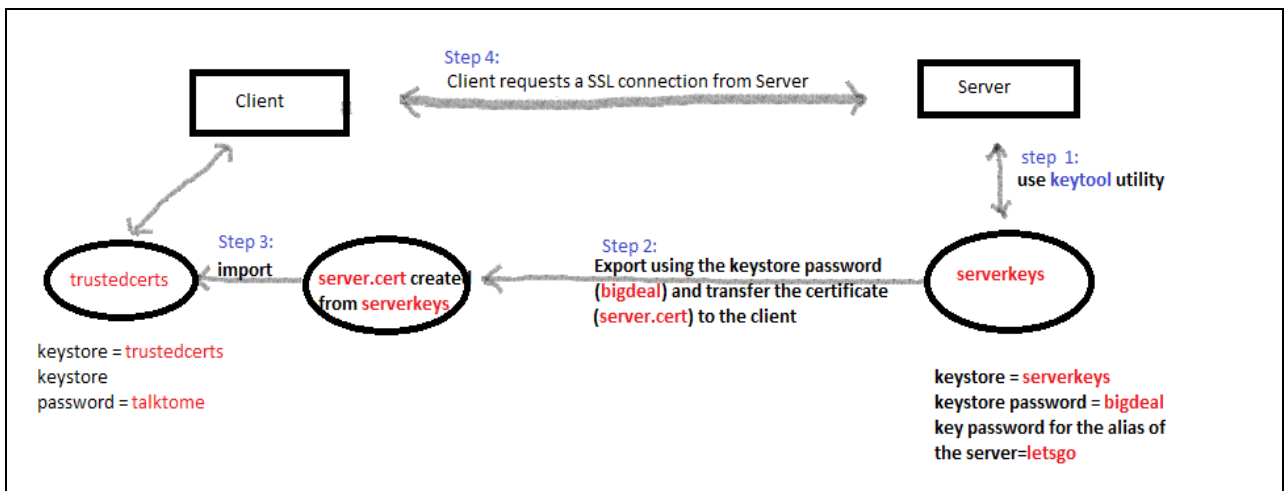 Step 4:
Client requests a SSL connection from Server
Client
Server
step 1:
use keytool utility
Step 3:
import
Step 2:
Export using the keystore password
(bigdeal) and transfer the certificate
(server.cert) to the client
trustedcerts
server.cert created
from serverkeys
serverkeys
keystore = trustedcerts
keystore
password = talktome
keystore = serverkeys
keystore password = bigdeal
key password for the alias of
the server=letsgo